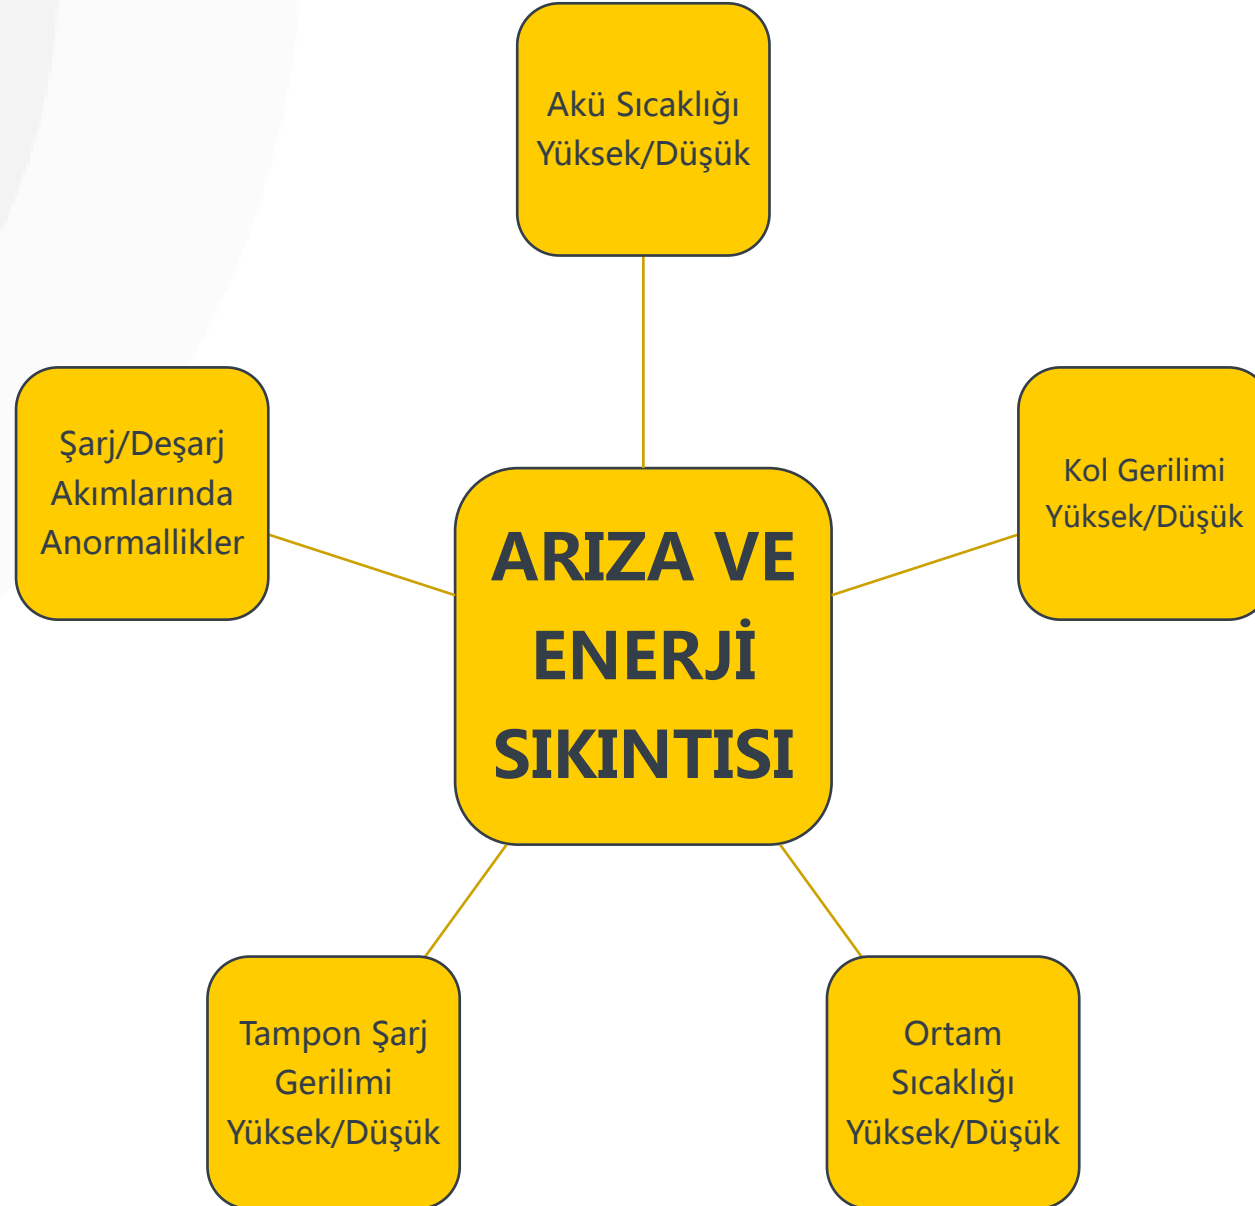 Akü Sıcaklığı
Yüksek/Düşük
Şarj/Deşarj
Akımlarında
Anormallikler
Kol Gerilimi
Yüksek/Düşük
ARIZA VE
ENERJİ
SIKINTISI
Tampon Şarj
Gerilimi
Yüksek/Düşük
Ortam
Sıcaklığı
Yüksek/Düşük